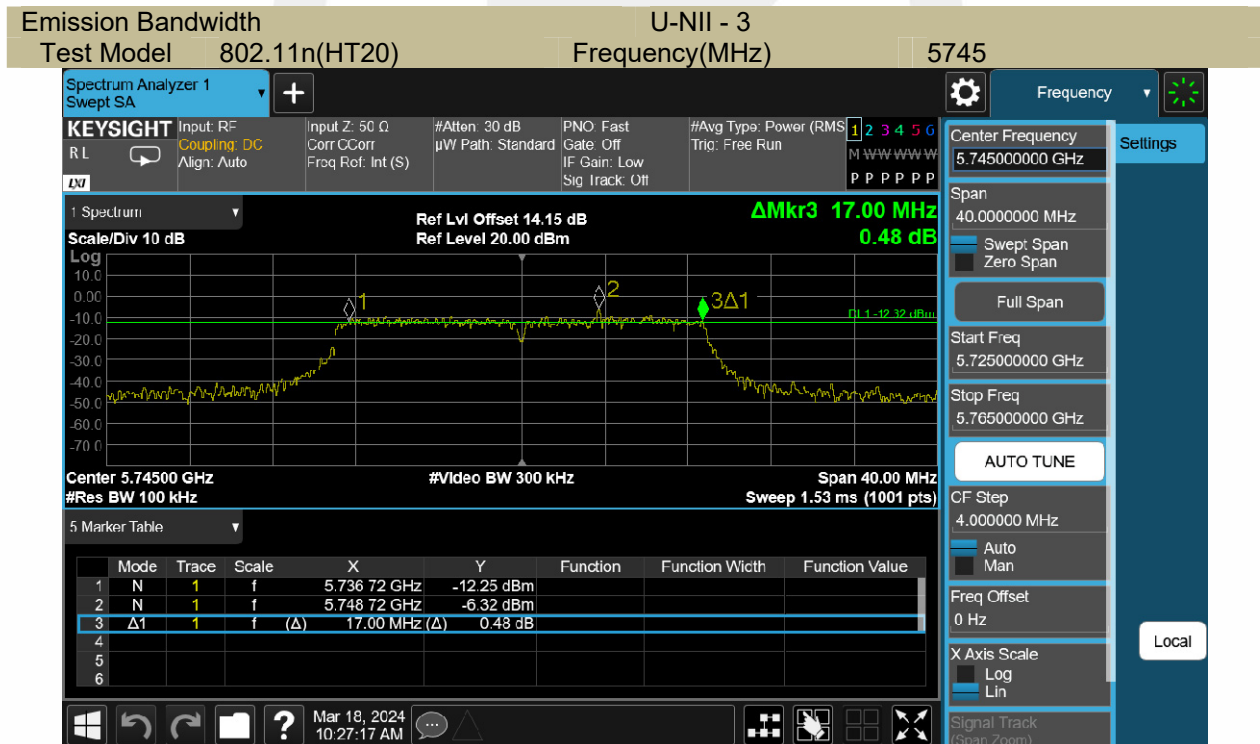 Emission Bandwidth U-NII - 3
Test Model 802.11n(HT20) Frequency(MHz) 5745
Spectrum Analyzer 1
Swept SA
+
Frequency
KEYSIGHT
RL
LXI
Input: RF
Coupling: DC
Align: Auto
Input Z: 50 Ω
Corr CCorr
Freq Ref: Int (S)
#Atten: 30 dB
µW Path: Standard
PNO: Fast
Gate: Off
IF Gain: Low
Sig Track: Off
#Avg Type: Power (RMS
Trig: Free Run
1 2 3 4 5 6
M W W W W W
P P P P P P
1 Spectrum
Scale/Div 10 dB
Ref Lvl Offset 14.15 dB
Ref Level 20.00 dBm
ΔMkr3 17.00 MHz
0.48 dB
Log
10.0
0.00
-10.0
-20.0
-30.0
-40.0
-50.0
-60.0
-70.0
1
2
3Δ1
DL1 -12.32 dBm
Center 5.74500 GHz
#Video BW 300 kHz
Span 40.00 MHz
#Res BW 100 kHz
Sweep 1.53 ms (1001 pts)
5 Marker Table
Mode Trace Scale X Y Function Function Width Function Value
1 N 1 f 5.736 72 GHz -12.25 dBm
2 N 1 f 5.748 72 GHz -6.32 dBm
3 Δ1 1 f (Δ) 17.00 MHz (Δ) 0.48 dB
4
5
6
Center Frequency
5.745000000 GHz
Settings
Span
40.0000000 MHz
Swept Span
Zero Span
Full Span
Start Freq
5.725000000 GHz
Stop Freq
5.765000000 GHz
AUTO TUNE
CF Step
4.000000 MHz
Auto
Man
Freq Offset
0 Hz
Local
X Axis Scale
Log
Lin
Signal Track
(Span Zoom)
?
Mar 18, 2024
10:27:17 AM